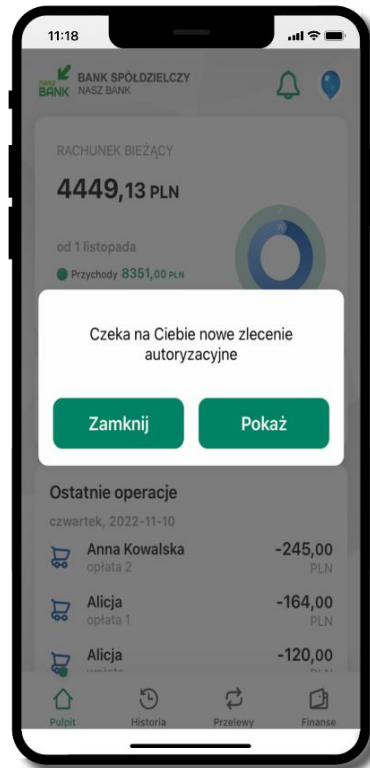 11:18
NASZ BANK
BANK SPÓŁDZIELCZY
NASZ BANK
RACHUNEK BIEŻĄCY
4449,13 PLN
od 1 listopada
Przychody 8351,00 PLN
Czeka na Ciebie nowe zlecenie
autoryzacyjne
Zamknij Pokaż
Ostatnie operacje
czwartek, 2022-11-10
Anna Kowalska -245,00
opłata 2 PLN
Alicja -164,00
opłata 1 PLN
Alicja -120,00
Pulpit Historia Przelewy Finanse